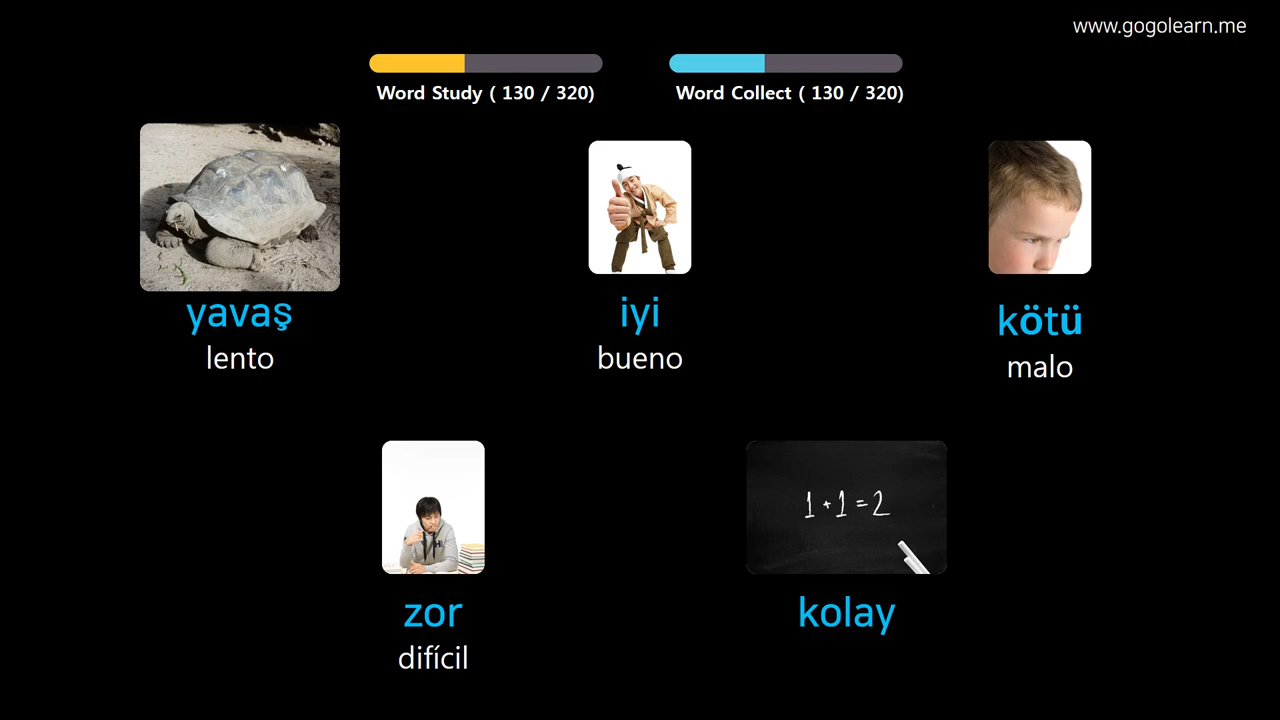 www.gogolearn.me
Word Study ( 130 / 320)
Word Collect ( 130 / 320)
yavaş
lento
iyi
bueno
kötü
malo
1+1=2
zor
difícil
kolay